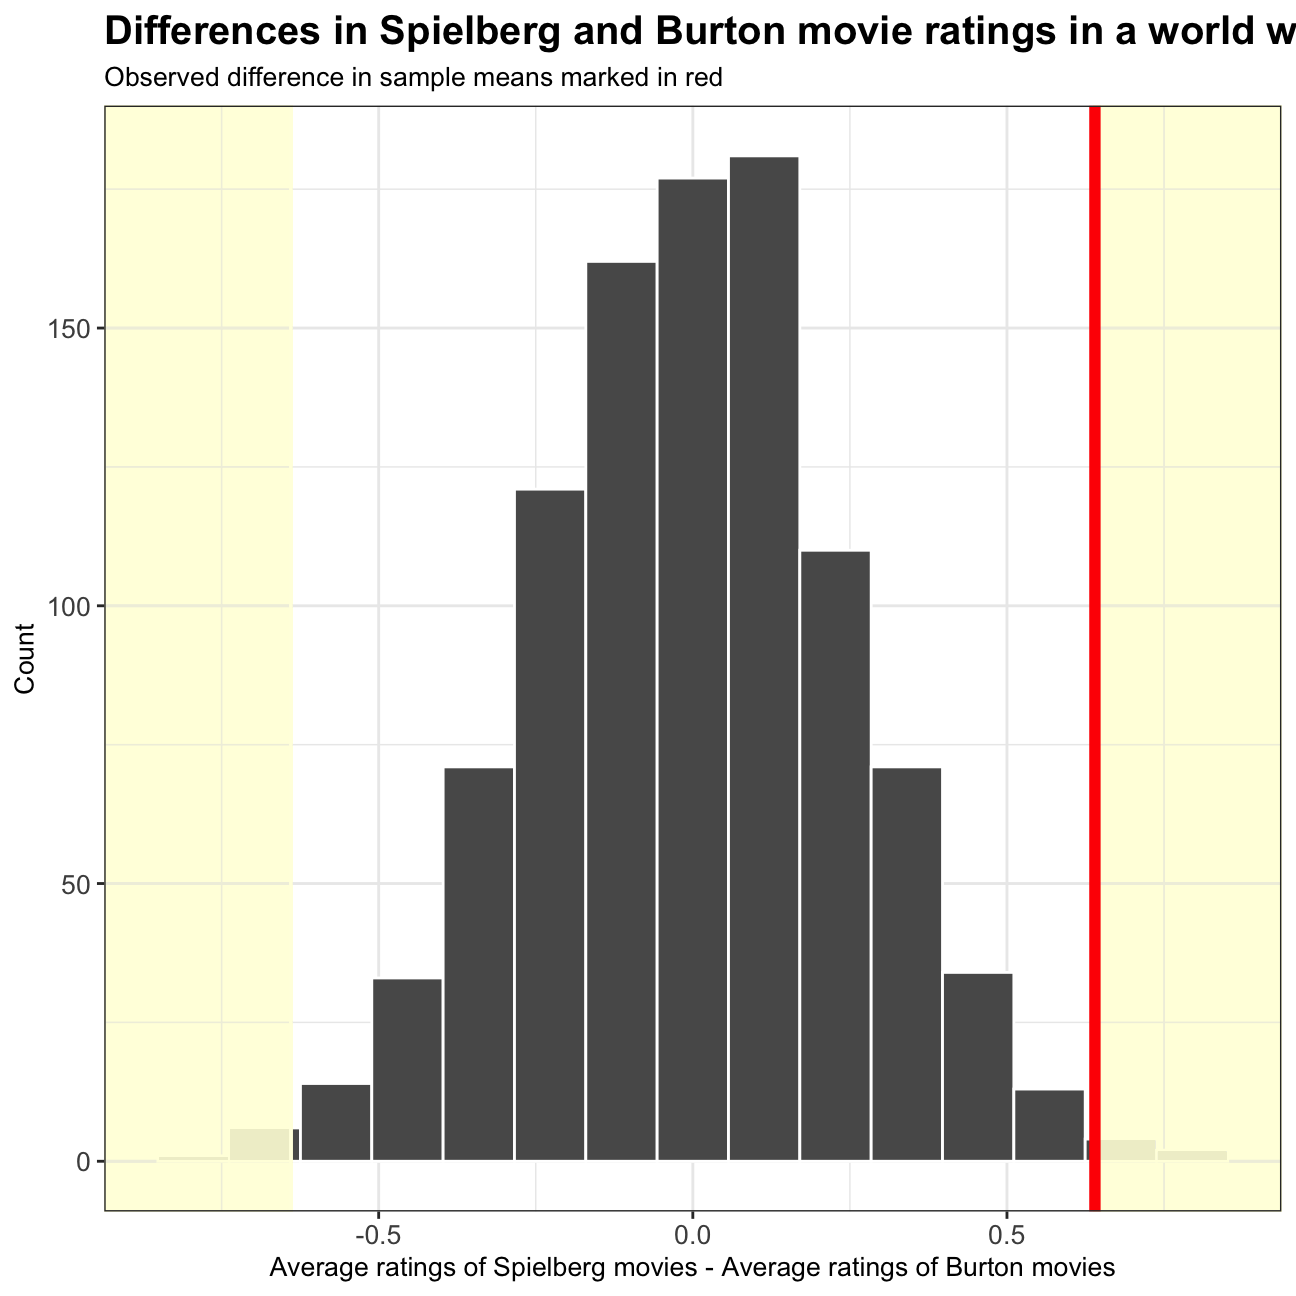 Differences in Spielberg and Burton movie ratings in a world
Observed difference in sample means marked in red
Count
150
100
50
0
-0.5 0.0 0.5
Average ratings of Spielberg movies - Average ratings of Burton movies